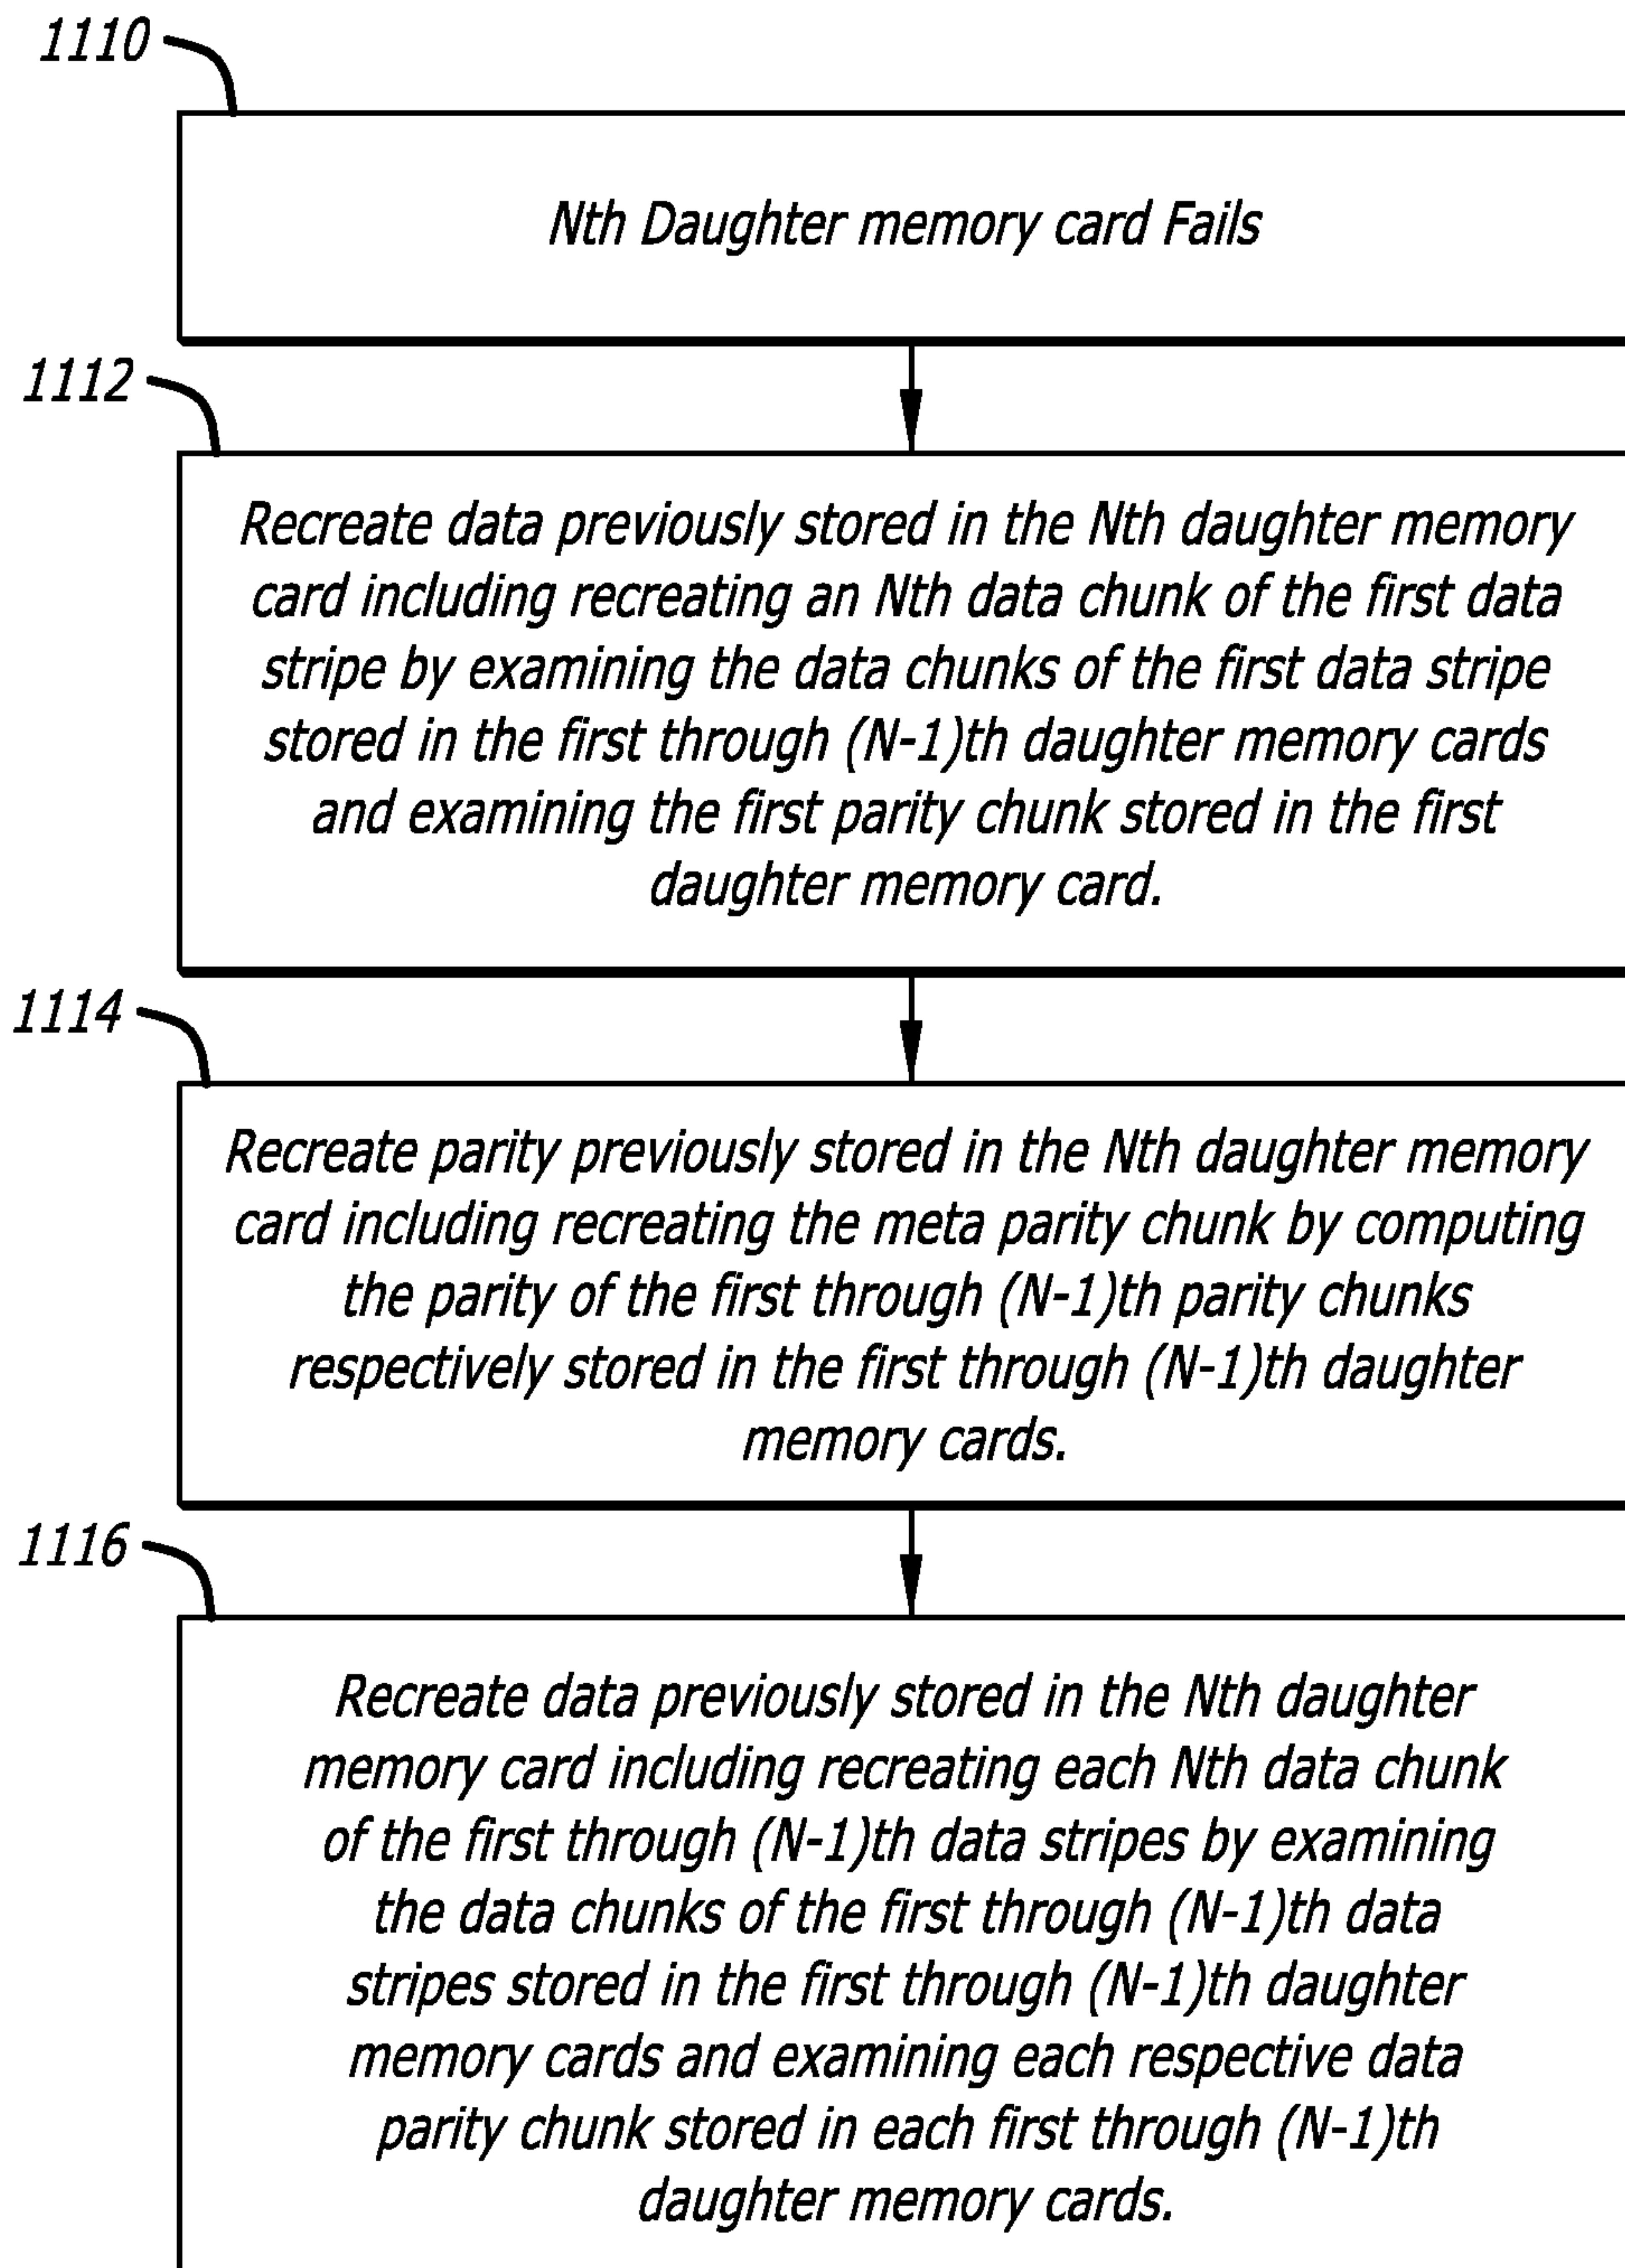 1110
Nth Daughter memory card Fails
1112
Recreate data previously stored in the Nth daughter memory
card including recreating an Nth data chunk of the first data
stripe by examining the data chunks of the first data stripe
stored in the first through (N-1)th daughter memory cards
and examining the first parity chunk stored in the first
daughter memory card.
1114
Recreate parity previously stored in the Nth daughter memory
card including recreating the meta parity chunk by computing
the parity of the first through (N-1)th parity chunks
respectively stored in the first through (N-1)th daughter
memory cards.
1116
Recreate data previously stored in the Nth daughter
memory card including recreating each Nth data chunk
of the first through (N-1)th data stripes by examining
the data chunks of the first through (N-1)th data
stripes stored in the first through (N-1)th daughter
memory cards and examining each respective data
parity chunk stored in each first through (N-1)th
daughter memory cards.